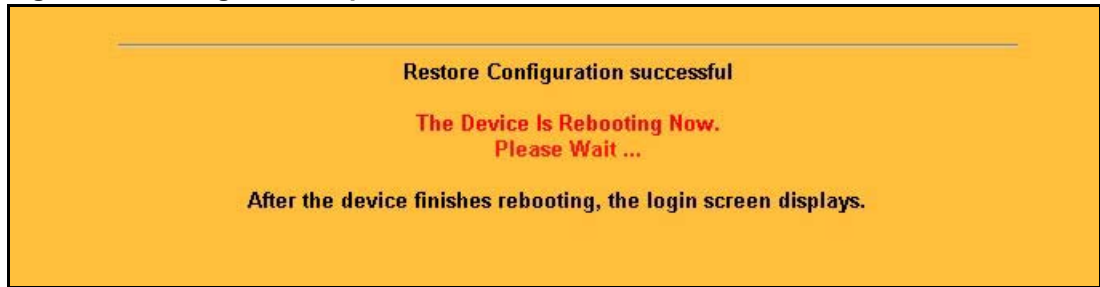 Restore Configuration successful
The Device Is Rebooting Now.
Please Wait ...
After the device finishes rebooting, the login screen displays.